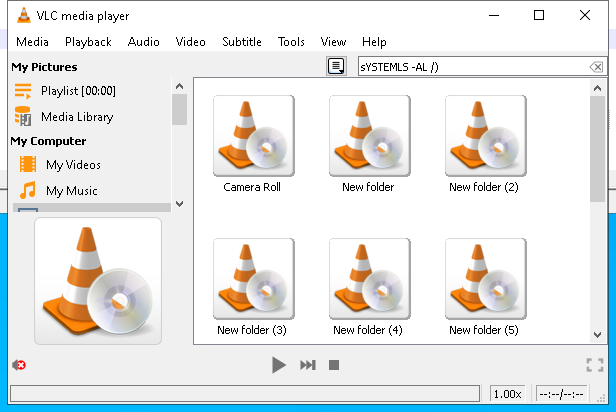 VLC media player
Media Playback Audio Video Subtitle Tools View Help
My Pictures
sYSTEMLS -AL /)
Playlist [00:00]
Media Library
My Computer
My Videos
My Music
Camera Roll New folder New folder (2)
New folder (3) New folder (4) New folder (5)
1.00x --:--/--:--